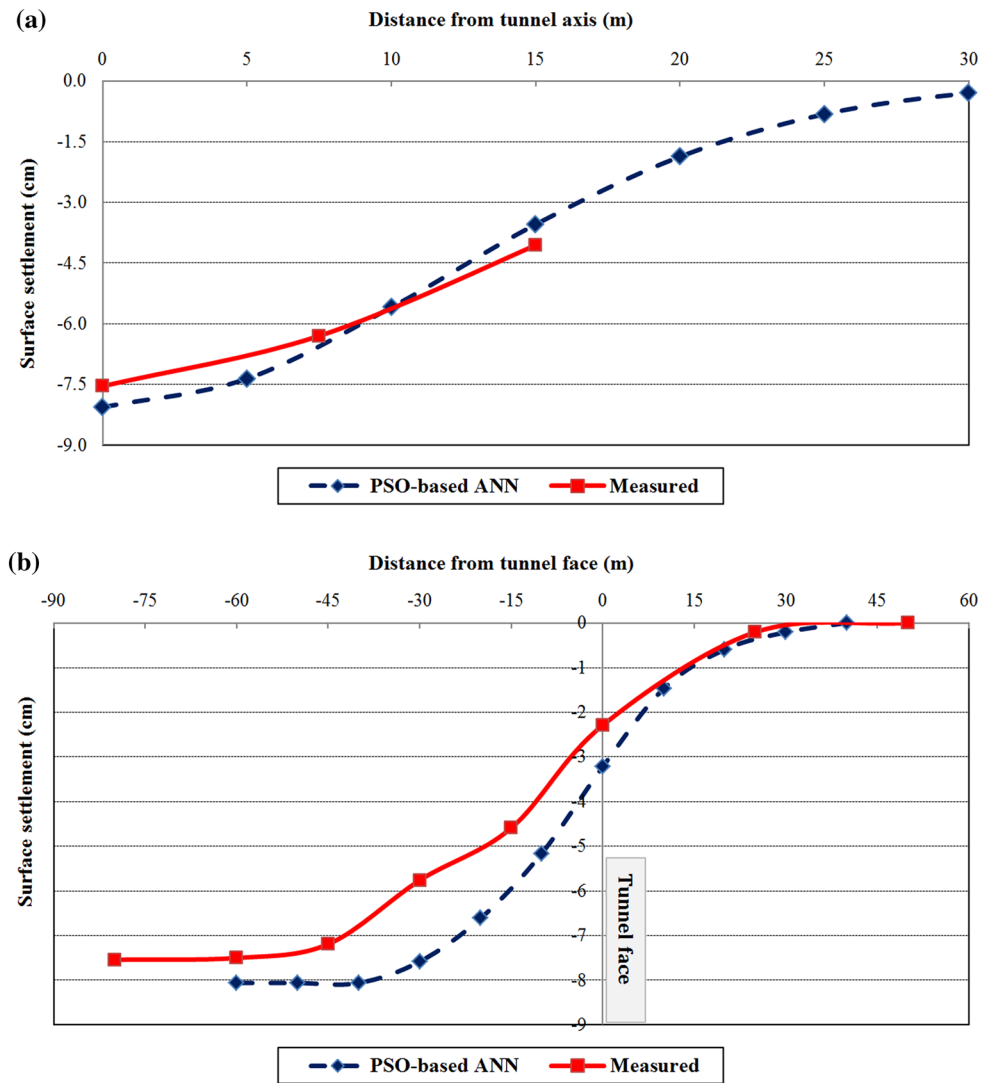 (a)
Distance from tunnel axis (m)
0 5 10 15 20 25 30
0.0
-1.5
-3.0
-4.5
-6.0
-7.5
-9.0
Surface settlement (cm)
PSO-based ANN Measured
(b)
Distance from tunnel face (m)
-90 -75 -60 -45 -30 -15 0 15 30 45 60
0
-1
-2
-3
-4
-5
-6
-7
-8
-9
Surface settlement (cm)
Tunnel face
PSO-based ANN Measured